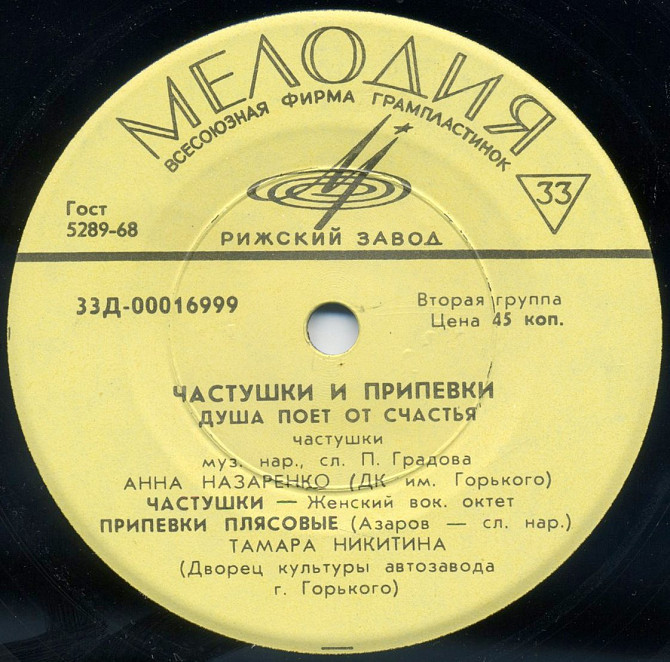 МЕЛОДИЯ
ВСЕСОЮЗНАЯ ФИРМА ГРАМПЛАСТИНОК
33
Гост
5289-68
РИЖСКИЙ ЗАВОД
33Д-00016999
Вторая группа
Цена 45 коп.
ЧАСТУШКИ И ПРИПЕВКИ
ДУША ПОЕТ ОТ СЧАСТЬЯ
частушки
муз. нар., сл. П. Градова
АННА НАЗАРЕНКО (ДК им. Горького)
ЧАСТУШКИ — Женский вок. октет
ПРИПЕВКИ ПЛЯСОВЫЕ (Азаров — сл. нар.)
ТАМАРА НИКИТИНА
(Дворец культуры автозавода
г. Горького)